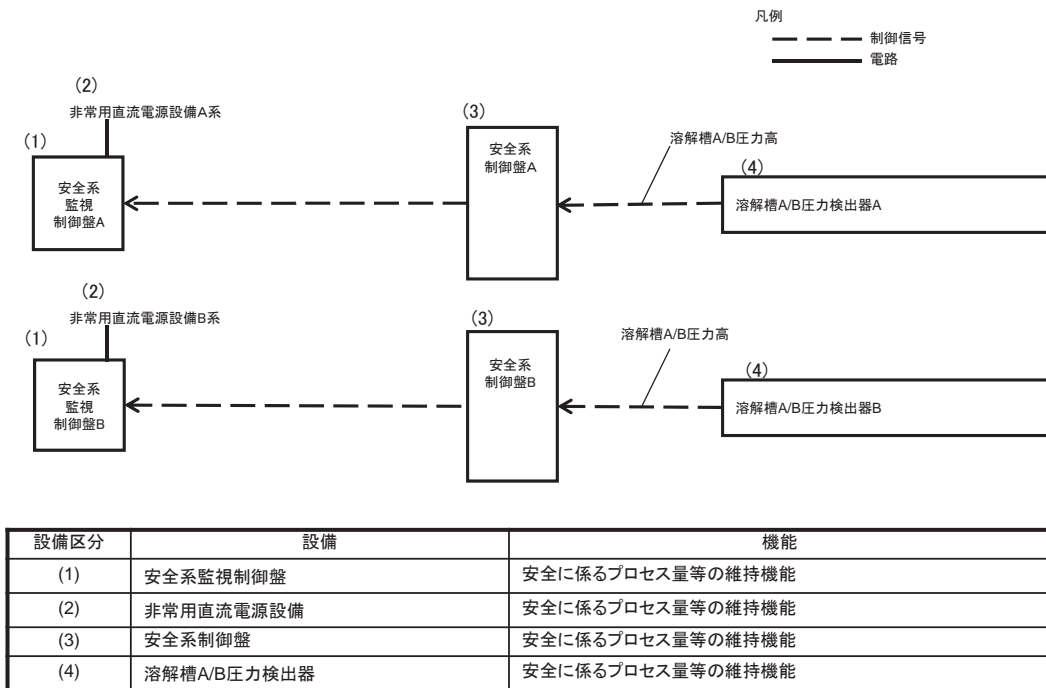 凡例
制御信号
電路
(2)
非常用直流電源設備A系
(1)
安全系
監視
制御盤A
(3)
安全系
制御盤A
溶解槽A/B圧力高
(4)
溶解槽A/B圧力検出器A
(2)
非常用直流電源設備B系
(1)
安全系
監視
制御盤B
(3)
安全系
制御盤B
溶解槽A/B圧力高
(4)
溶解槽A/B圧力検出器B
設備区分 設備 機能
(1) 安全系監視制御盤 安全に係るプロセス量等の維持機能
(2) 非常用直流電源設備 安全に係るプロセス量等の維持機能
(3) 安全系制御盤 安全に係るプロセス量等の維持機能
(4) 溶解槽A/B圧力検出器 安全に係るプロセス量等の維持機能